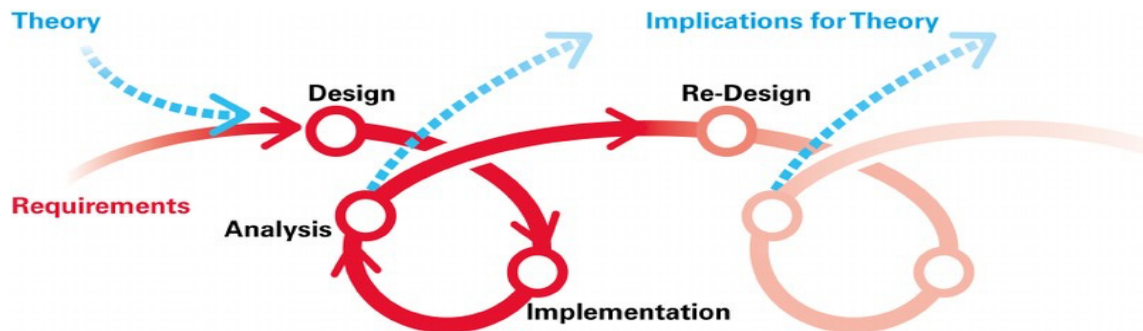 Theory
Implications for Theory
Design
Re-Design
Requirements
Analysis
Implementation